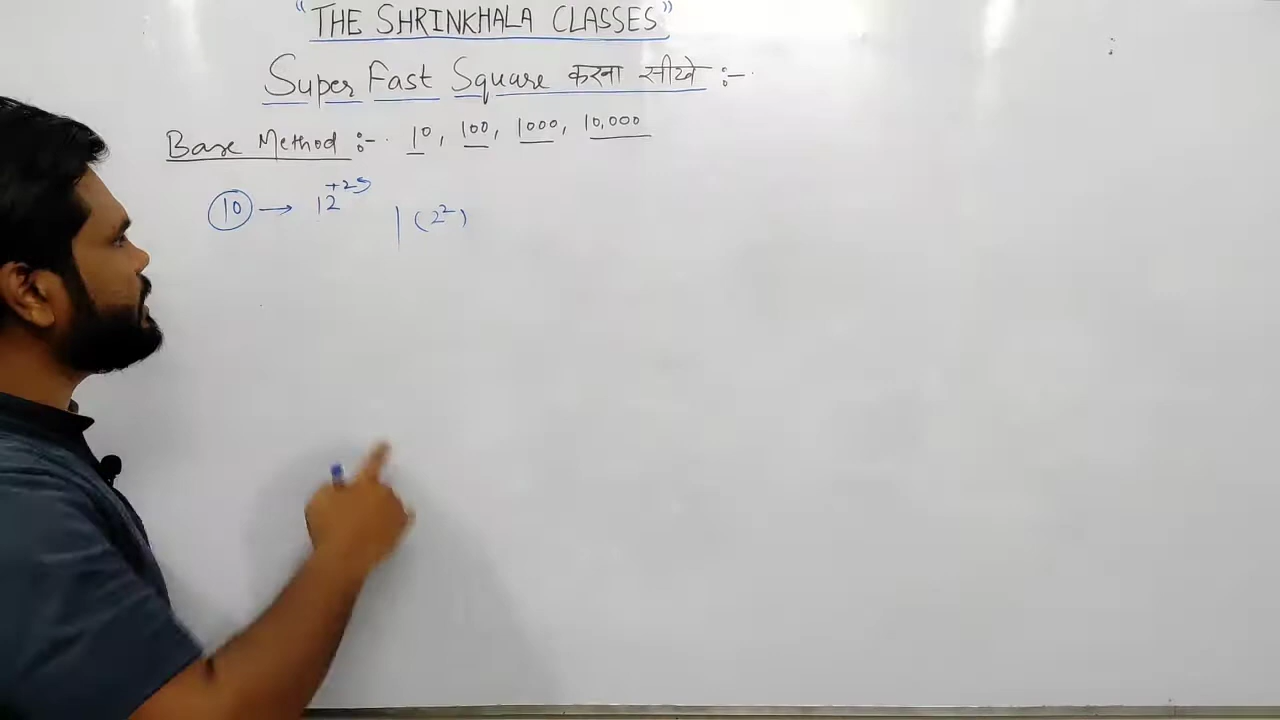 "THE SHRINKHALA CLASSES"
Super Fast Square करना सीखे :-
Base Method :- 10, 100, 1000, 10,000
10 → 12 +2 | (2²)